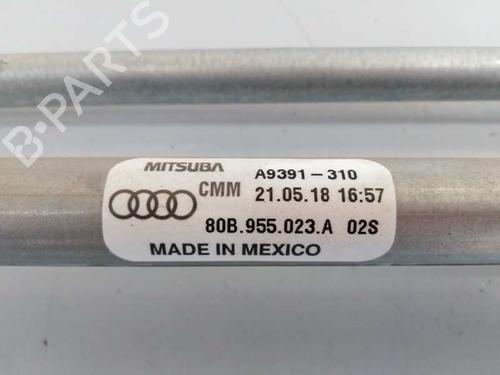 B-PARTS
MITSUBA A9391-310
CMM 21.05.18 16:57
80B.955.023.A 02S
MADE IN MEXICO